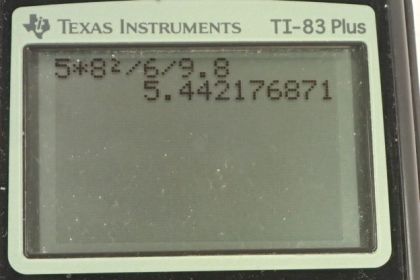 TEXAS INSTRUMENTS TI-83 Plus
5*8²/6/9.8
5.442176871